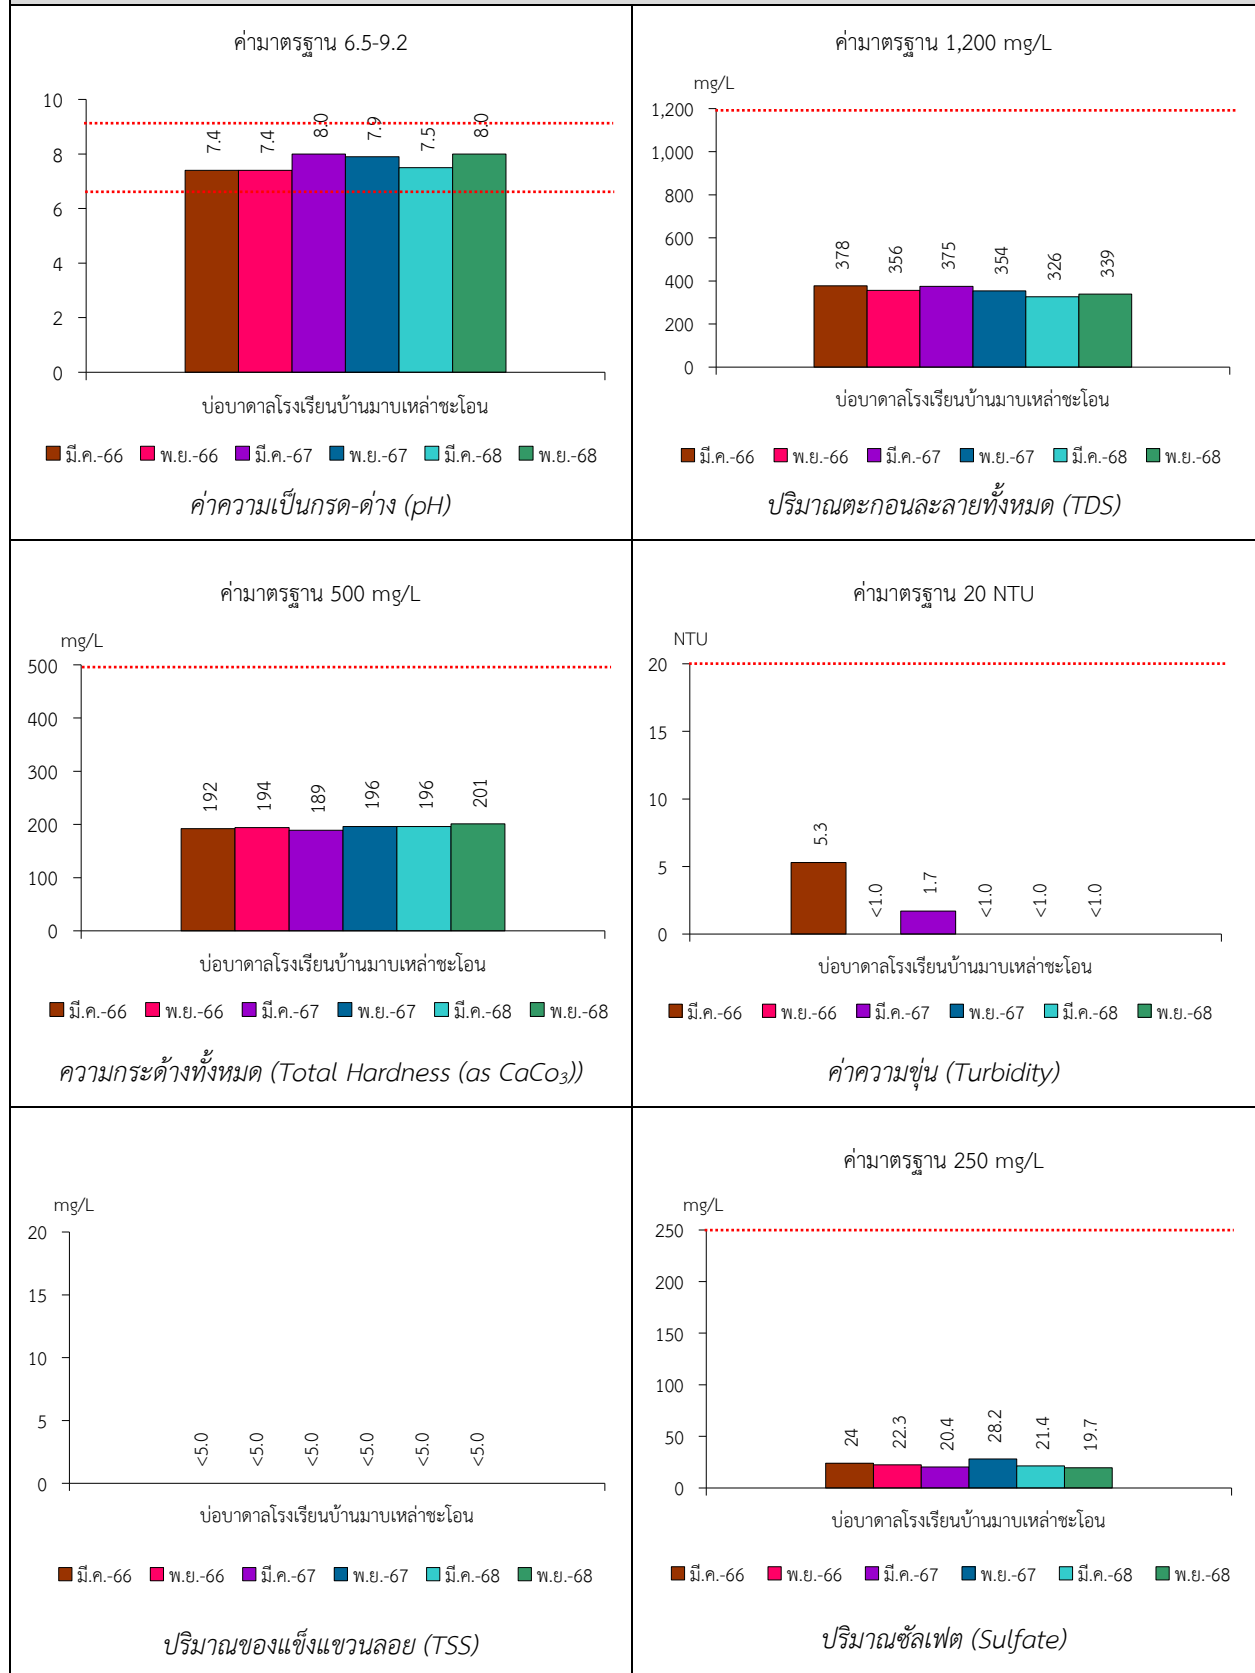 ค่ามาตรฐาน 6.5-9.2
10
8
6
4
2
0
7.4
7.4
8.0
7.9
7.5
8.0
บ่อบาดาลโรงเรียนบ้านมาบเหล่าชะโอน
มี.ค.-66 พ.ย.-66 มี.ค.-67 พ.ย.-67 มี.ค.-68 พ.ย.-68
ค่าความเป็นกรด-ด่าง (pH)
ค่ามาตรฐาน 1,200 mg/L
mg/L
1,200
1,000
800
600
400
200
0
378
356
375
354
326
339
บ่อบาดาลโรงเรียนบ้านมาบเหล่าชะโอน
มี.ค.-66 พ.ย.-66 มี.ค.-67 พ.ย.-67 มี.ค.-68 พ.ย.-68
ปริมาณตะกอนละลายทั้งหมด (TDS)
ค่ามาตรฐาน 500 mg/L
mg/L
500
400
300
200
100
0
192
194
189
196
196
201
บ่อบาดาลโรงเรียนบ้านมาบเหล่าชะโอน
มี.ค.-66 พ.ย.-66 มี.ค.-67 พ.ย.-67 มี.ค.-68 พ.ย.-68
ความกระด้างทั้งหมด (Total Hardness (as CaCo₃))
ค่ามาตรฐาน 20 NTU
NTU
20
15
10
5
0
5.3
<1.0
1.7
<1.0
<1.0
<1.0
บ่อบาดาลโรงเรียนบ้านมาบเหล่าชะโอน
มี.ค.-66 พ.ย.-66 มี.ค.-67 พ.ย.-67 มี.ค.-68 พ.ย.-68
ค่าความขุ่น (Turbidity)
mg/L
20
15
10
5
0
<5.0
<5.0
<5.0
<5.0
<5.0
<5.0
บ่อบาดาลโรงเรียนบ้านมาบเหล่าชะโอน
มี.ค.-66 พ.ย.-66 มี.ค.-67 พ.ย.-67 มี.ค.-68 พ.ย.-68
ปริมาณของแข็งแขวนลอย (TSS)
ค่ามาตรฐาน 250 mg/L
mg/L
250
200
150
100
50
0
24
22.3
20.4
28.2
21.4
19.7
บ่อบาดาลโรงเรียนบ้านมาบเหล่าชะโอน
มี.ค.-66 พ.ย.-66 มี.ค.-67 พ.ย.-67 มี.ค.-68 พ.ย.-68
ปริมาณซัลเฟต (Sulfate)